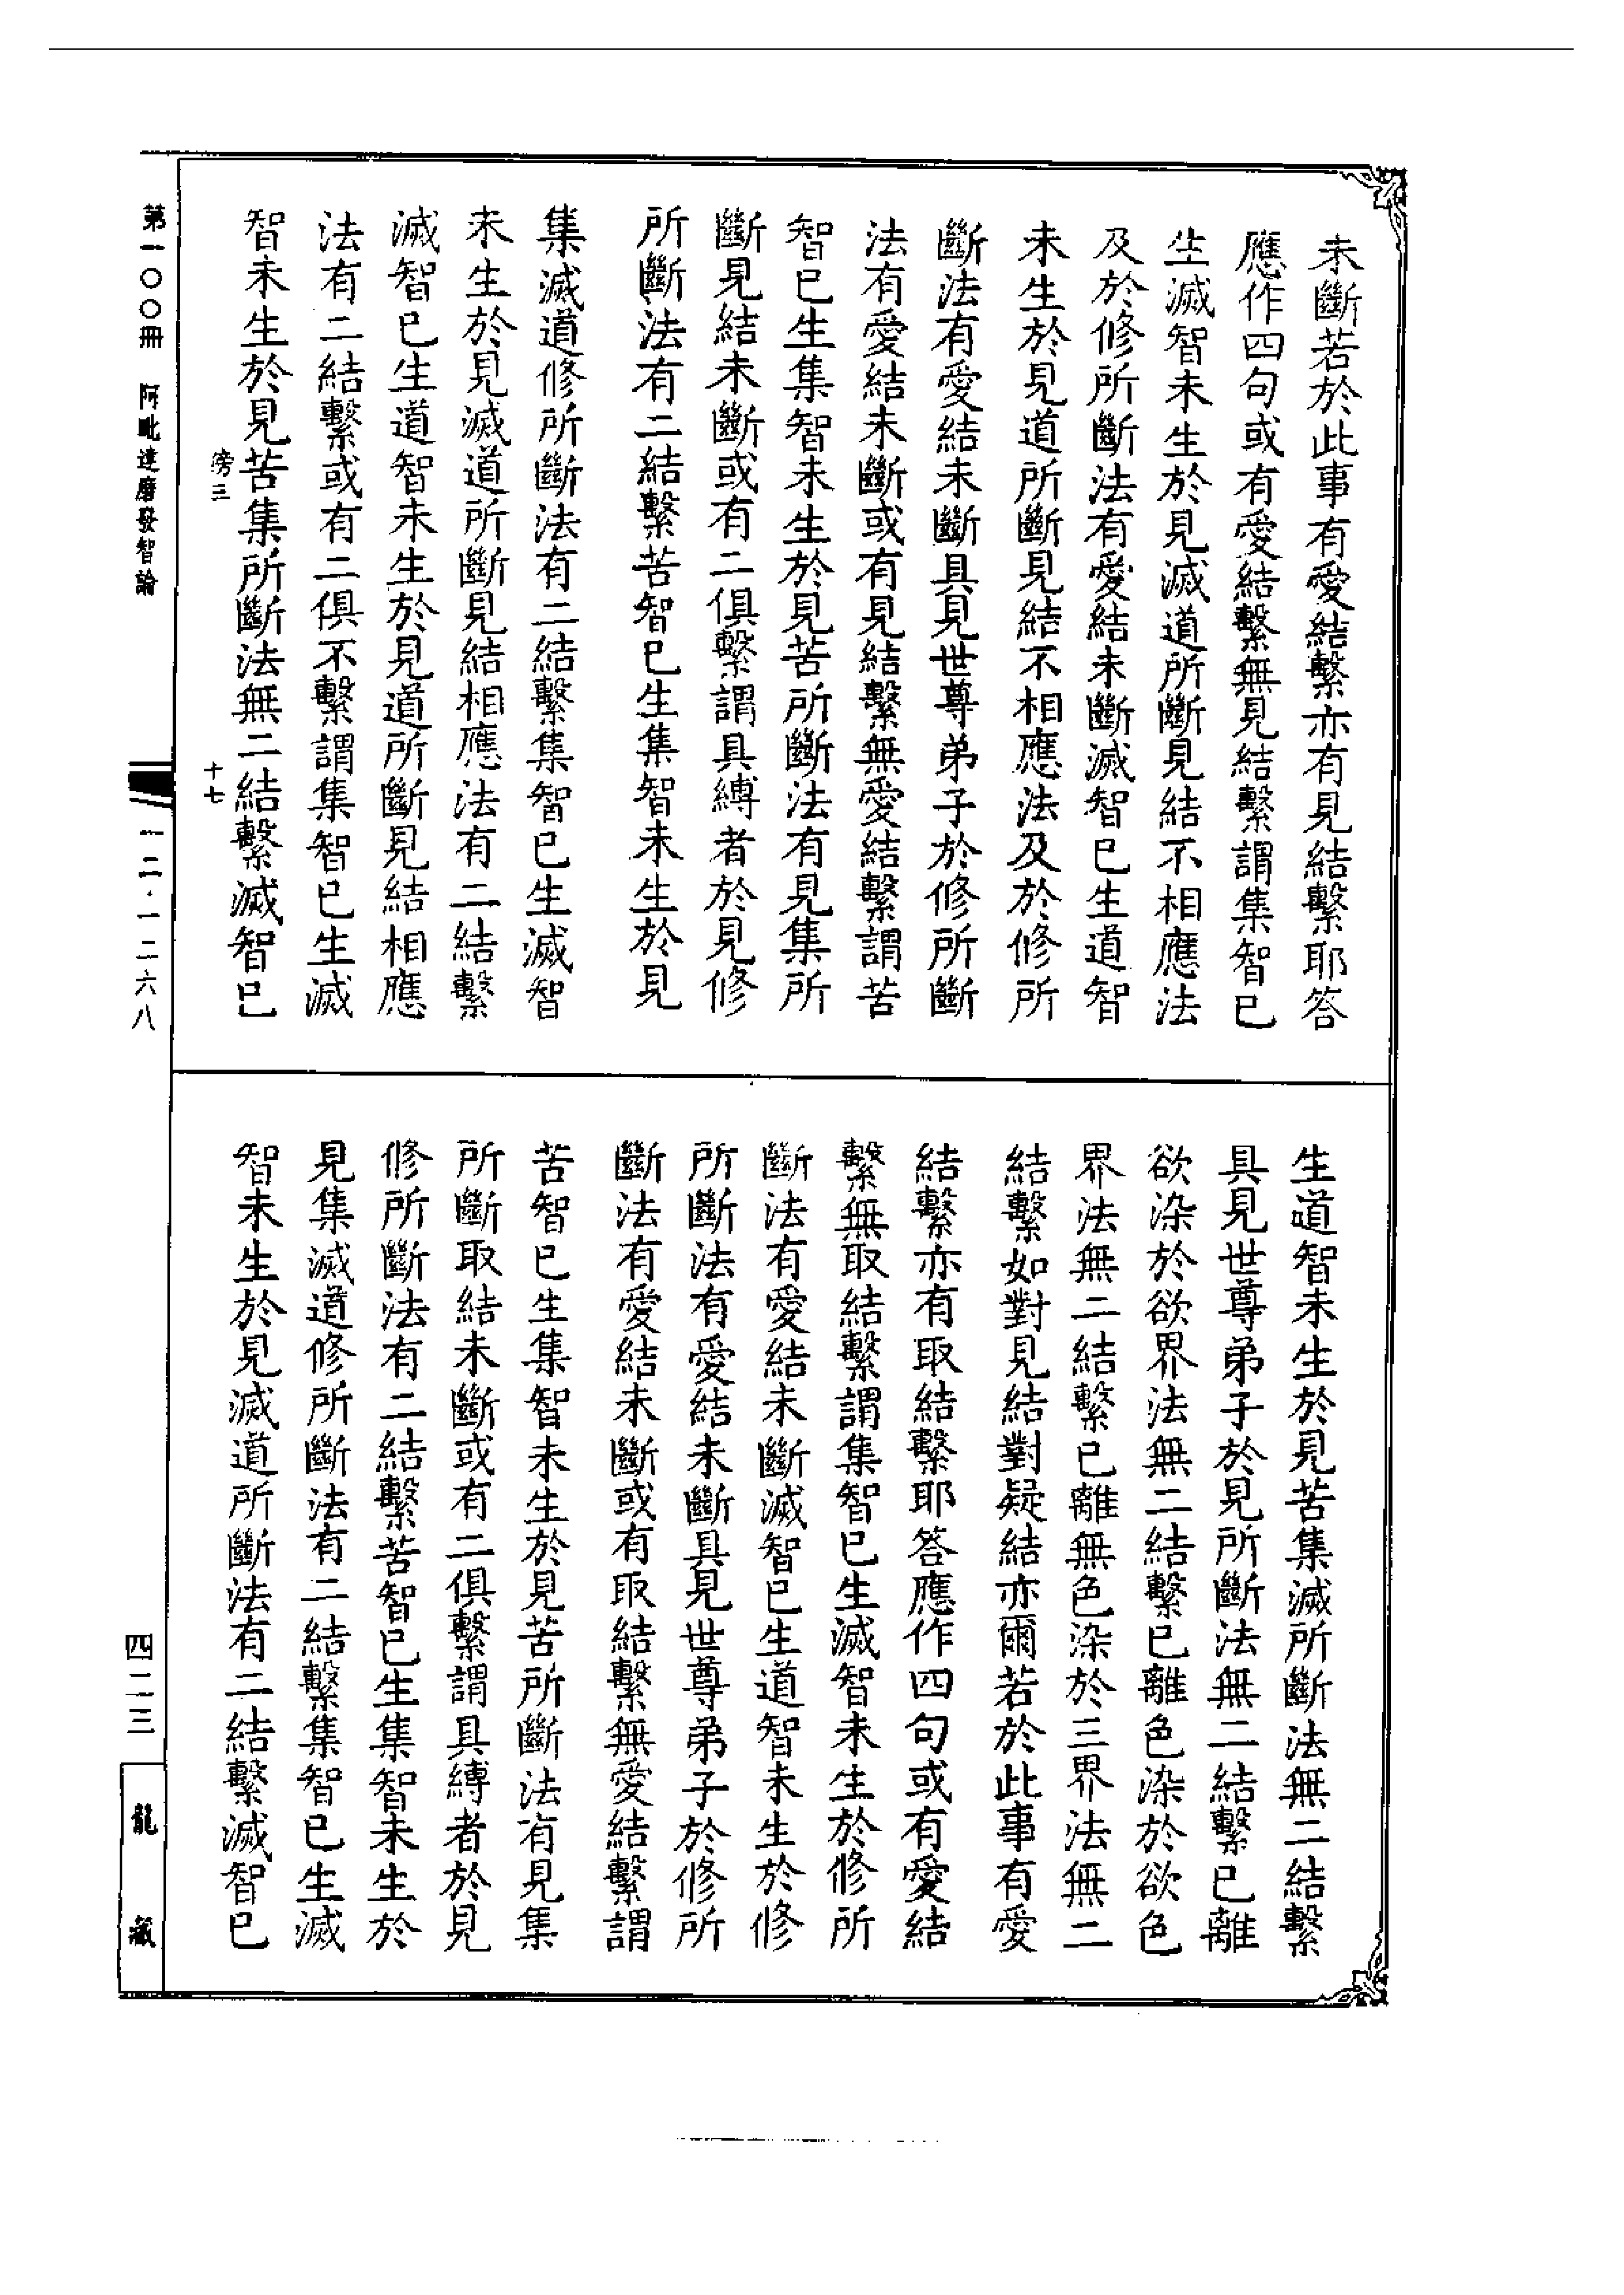 未斷若於此事有愛結繫亦有見結繫耶答
應作四句或有愛結繫無見結繫謂集智已
生滅智未生於見滅道所斷見結不相應法
及於修所斷法有愛結未斷滅智已生道智
未生於見道所斷見結不相應法及於修所
斷法有愛結未斷具見世尊弟子於修所斷
法有愛結未斷或有見結繫無愛結繫謂苦
智已生集智未生於見苦所斷法有見集所
斷見結未斷或有二俱繫謂具縛者於見修
所斷法有二結繫苦智已生集智未生於見
集滅道修所斷法有二結繫集智已生滅智
未生於見滅道所斷見結相應法有二結繫
滅智已生道智未生於見道所斷見結相應
法有二結繫或有二俱不繫謂集智已生滅
智未生於見苦集所斷法無二結繫滅智已
生道智未生於見苦集滅所斷法無二結繫
具見世尊弟子於見所斷法無二結繫已離
欲染於欲界法無二結繫已離色染於欲色
界法無二結繫已離無色染於三界法無二
結繫如對見結對疑結亦爾若於此事有愛
結繫亦有取結繫耶答應作四句或有愛結
繫無取結繫謂集智已生滅智未生於修所
斷法有愛結未斷滅智已生道智未生於修
所斷法有愛結未斷具見世尊弟子於修所
斷法有愛結未斷或有取結繫無愛結繫謂
苦智已生集智未生於見苦所斷法有見集
所斷取結未斷或有二俱繫謂具縛者於見
修所斷法有二結繫苦智已生集智未生於
見集滅道修所斷法有二結繫集智已生滅
智未生於見滅道所斷法有二結繫滅智已
傍三
十七
第一〇〇冊 阿毗達磨發智論
一二·一二六八
四二三
龍藏